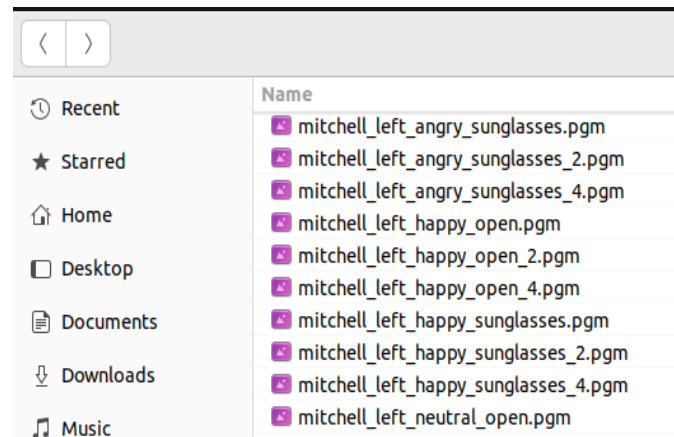 Recent
Starred
Home
Desktop
Documents
Downloads
Music
Name
mitchell_left_angry_sunglasses.pgm
mitchell_left_angry_sunglasses_2.pgm
mitchell_left_angry_sunglasses_4.pgm
mitchell_left_happy_open.pgm
mitchell_left_happy_open_2.pgm
mitchell_left_happy_open_4.pgm
mitchell_left_happy_sunglasses.pgm
mitchell_left_happy_sunglasses_2.pgm
mitchell_left_happy_sunglasses_4.pgm
mitchell_left_neutral_open.pgm